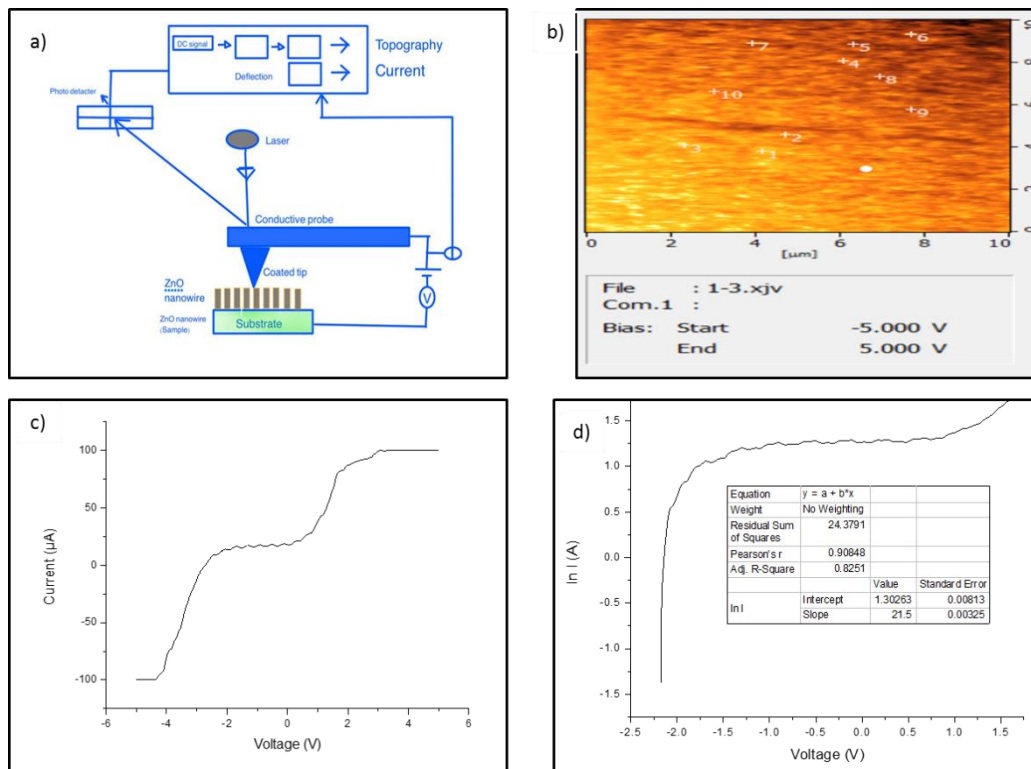 a)
DC signal
Topography
Deflection
Current
Photo detacter
Laser
Conductive probe
Coated tip
ZnO
nanowire
V
ZnO nanowire
(Sample)
Substrate
b)
7
5
6
4
8
10
9
2
3
1
0
2
4
6
8
10
[µm]
0
2
4
File : 1-3.xjv
Com.1 :
Bias: Start -5.000 V
End 5.000 V
c)
100
50
0
-50
-100
Current (µA)
-6 -4 -2 0 2 4 6
Voltage (V)
d)
1.5
1.0
0.5
0.0
-0.5
-1.0
-1.5
ln I (A)
Equation y = a + b*x
Weight No Weighting
Residual Sum of Squares 24.3791
Pearson's r 0.90848
Adj. R-Square 0.8251
Value Standard Error
ln I Intercept 1.30263 0.00813
Slope 21.5 0.00325
-2.5 -2.0 -1.5 -1.0 -0.5 0.0 0.5 1.0 1.5
Voltage (V)